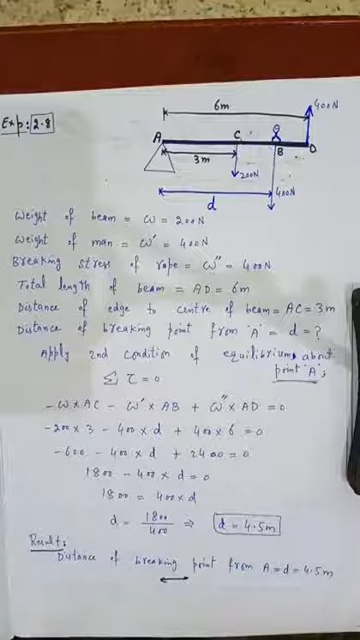 Exp: 2.8
6m
400N
A
C
B
D
3m
200N
400N
d
Weight of beam = ω = 200N
Weight of man = ω' = 400N
Breaking stress of rope = ω'' = 400N
Total length of beam = AD = 6m
Distance of edge to centre of beam = AC = 3m
Distance of breaking point from 'A' = d = ?
Apply 2nd condition of equilibrium about
point 'A';
Σ τ = 0
-ω × AC - ω' × AB + ω'' × AD = 0
-200 × 3 - 400 × d + 400 × 6 = 0
-600 - 400 × d + 2400 = 0
1800 - 400 × d = 0
1800 = 400 × d
d = 1800/400 ⇒ d = 4.5m
Result:
Distance of breaking point from A = d = 4.5m